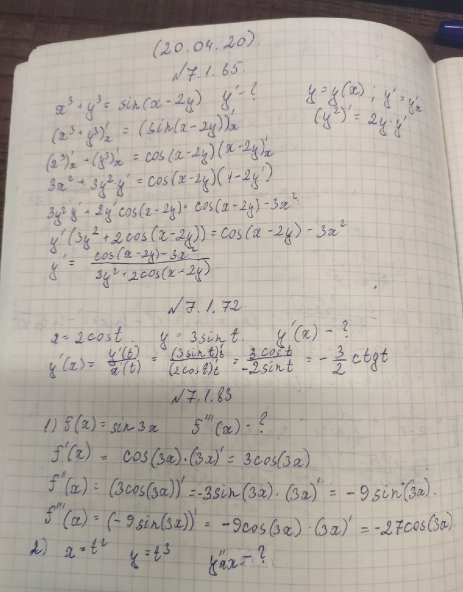 (20.04.20)
№7.1.65
x³+y³=sin(x-2y) y'-? y=y(x); y'=y'x
(x³+y³)'x=(sin(x-2y))'x (y²)'=2y·y'
(x³)'x+(y³)'x=cos(x-2y)(x-2y)'x
3x²+3y²y'=cos(x-2y)(1-2y')
3y²y'+2y'cos(x-2y)=cos(x-2y)-3x²
y'(3y²+2cos(x-2y))=cos(x-2y)-3x²
y'=cos(x-2y)-3x²/3y²+2cos(x-2y)
№7.1.72
x=2cost. y=3sint. y'(x)-?
y'(x)=y'(t)/x'(t)=(3sint)'t/(2cost)'t=3cost/-2sint=-3/2ctgt
№7.1.83
1) f(x)=sin3x f'''(x)-?
f'(x)=cos(3x)·(3x)'=3cos(3x)
f''(x)=(3cos(3x))'=-3sin(3x)·(3x)'=-9sin(3x).
f'''(x)=(-9sin(3x))'=-9cos(3x)·(3x)'=-27cos(3x)
2) x=t² y=t³ y''xx-?